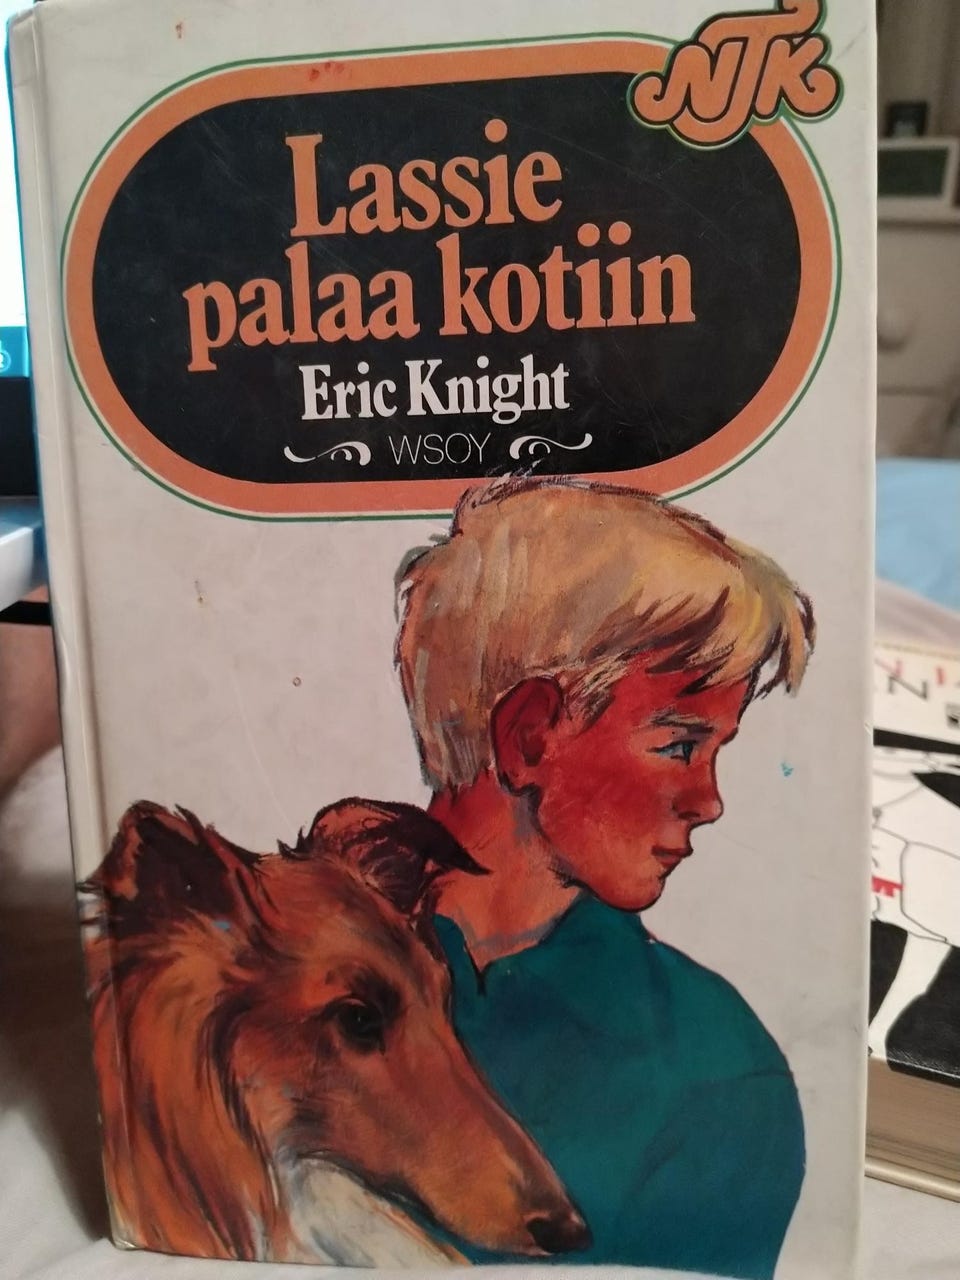 NTK
Lassie
palaa kotiin
Eric Knight
WSOY